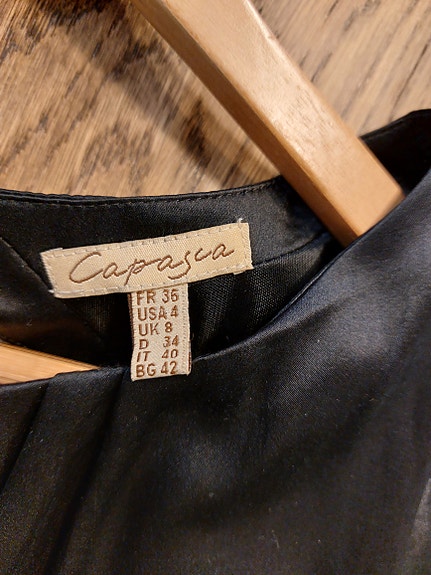 Capasca
FR 36
USA 4
UK 8
D 34
IT 40
BG 42